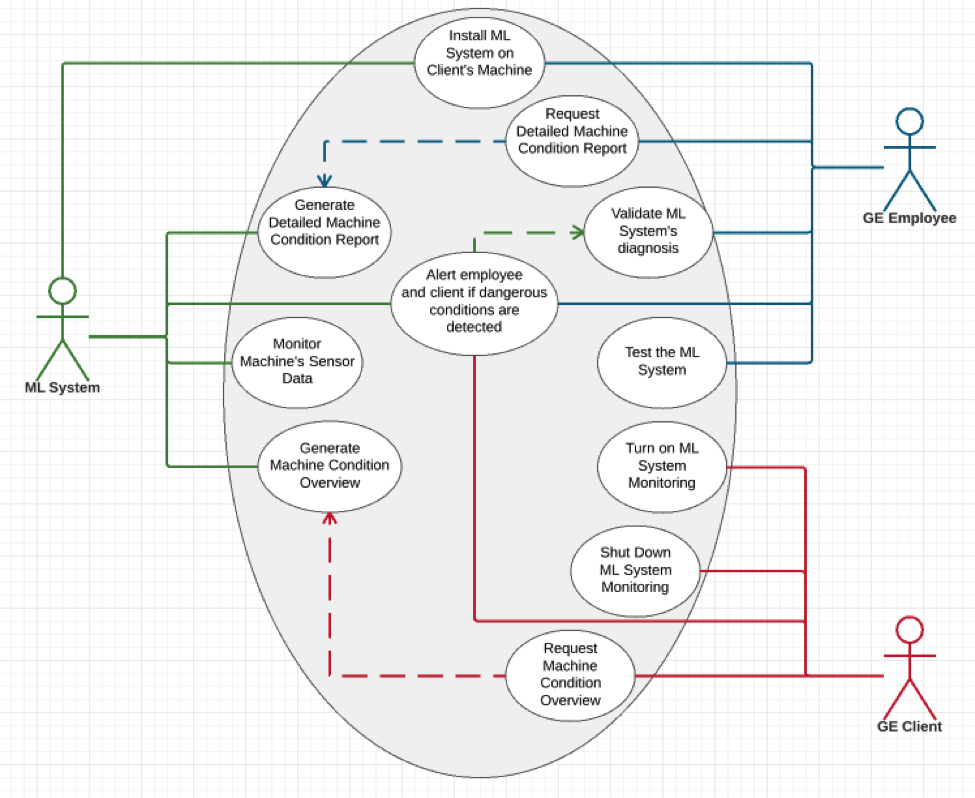 Install ML
System on
Client's Machine
Request
Detailed Machine
Condition Report
GE Employee
Generate
Detailed Machine
Condition Report
Validate ML
System's
diagnosis
Alert employee
and client if dangerous
conditions are
detected
ML System
Monitor
Machine's Sensor
Data
Test the ML
System
Generate
Machine Condition
Overview
Turn on ML
System
Monitoring
Shut Down
ML System
Monitoring
Request
Machine
Condition
Overview
GE Client